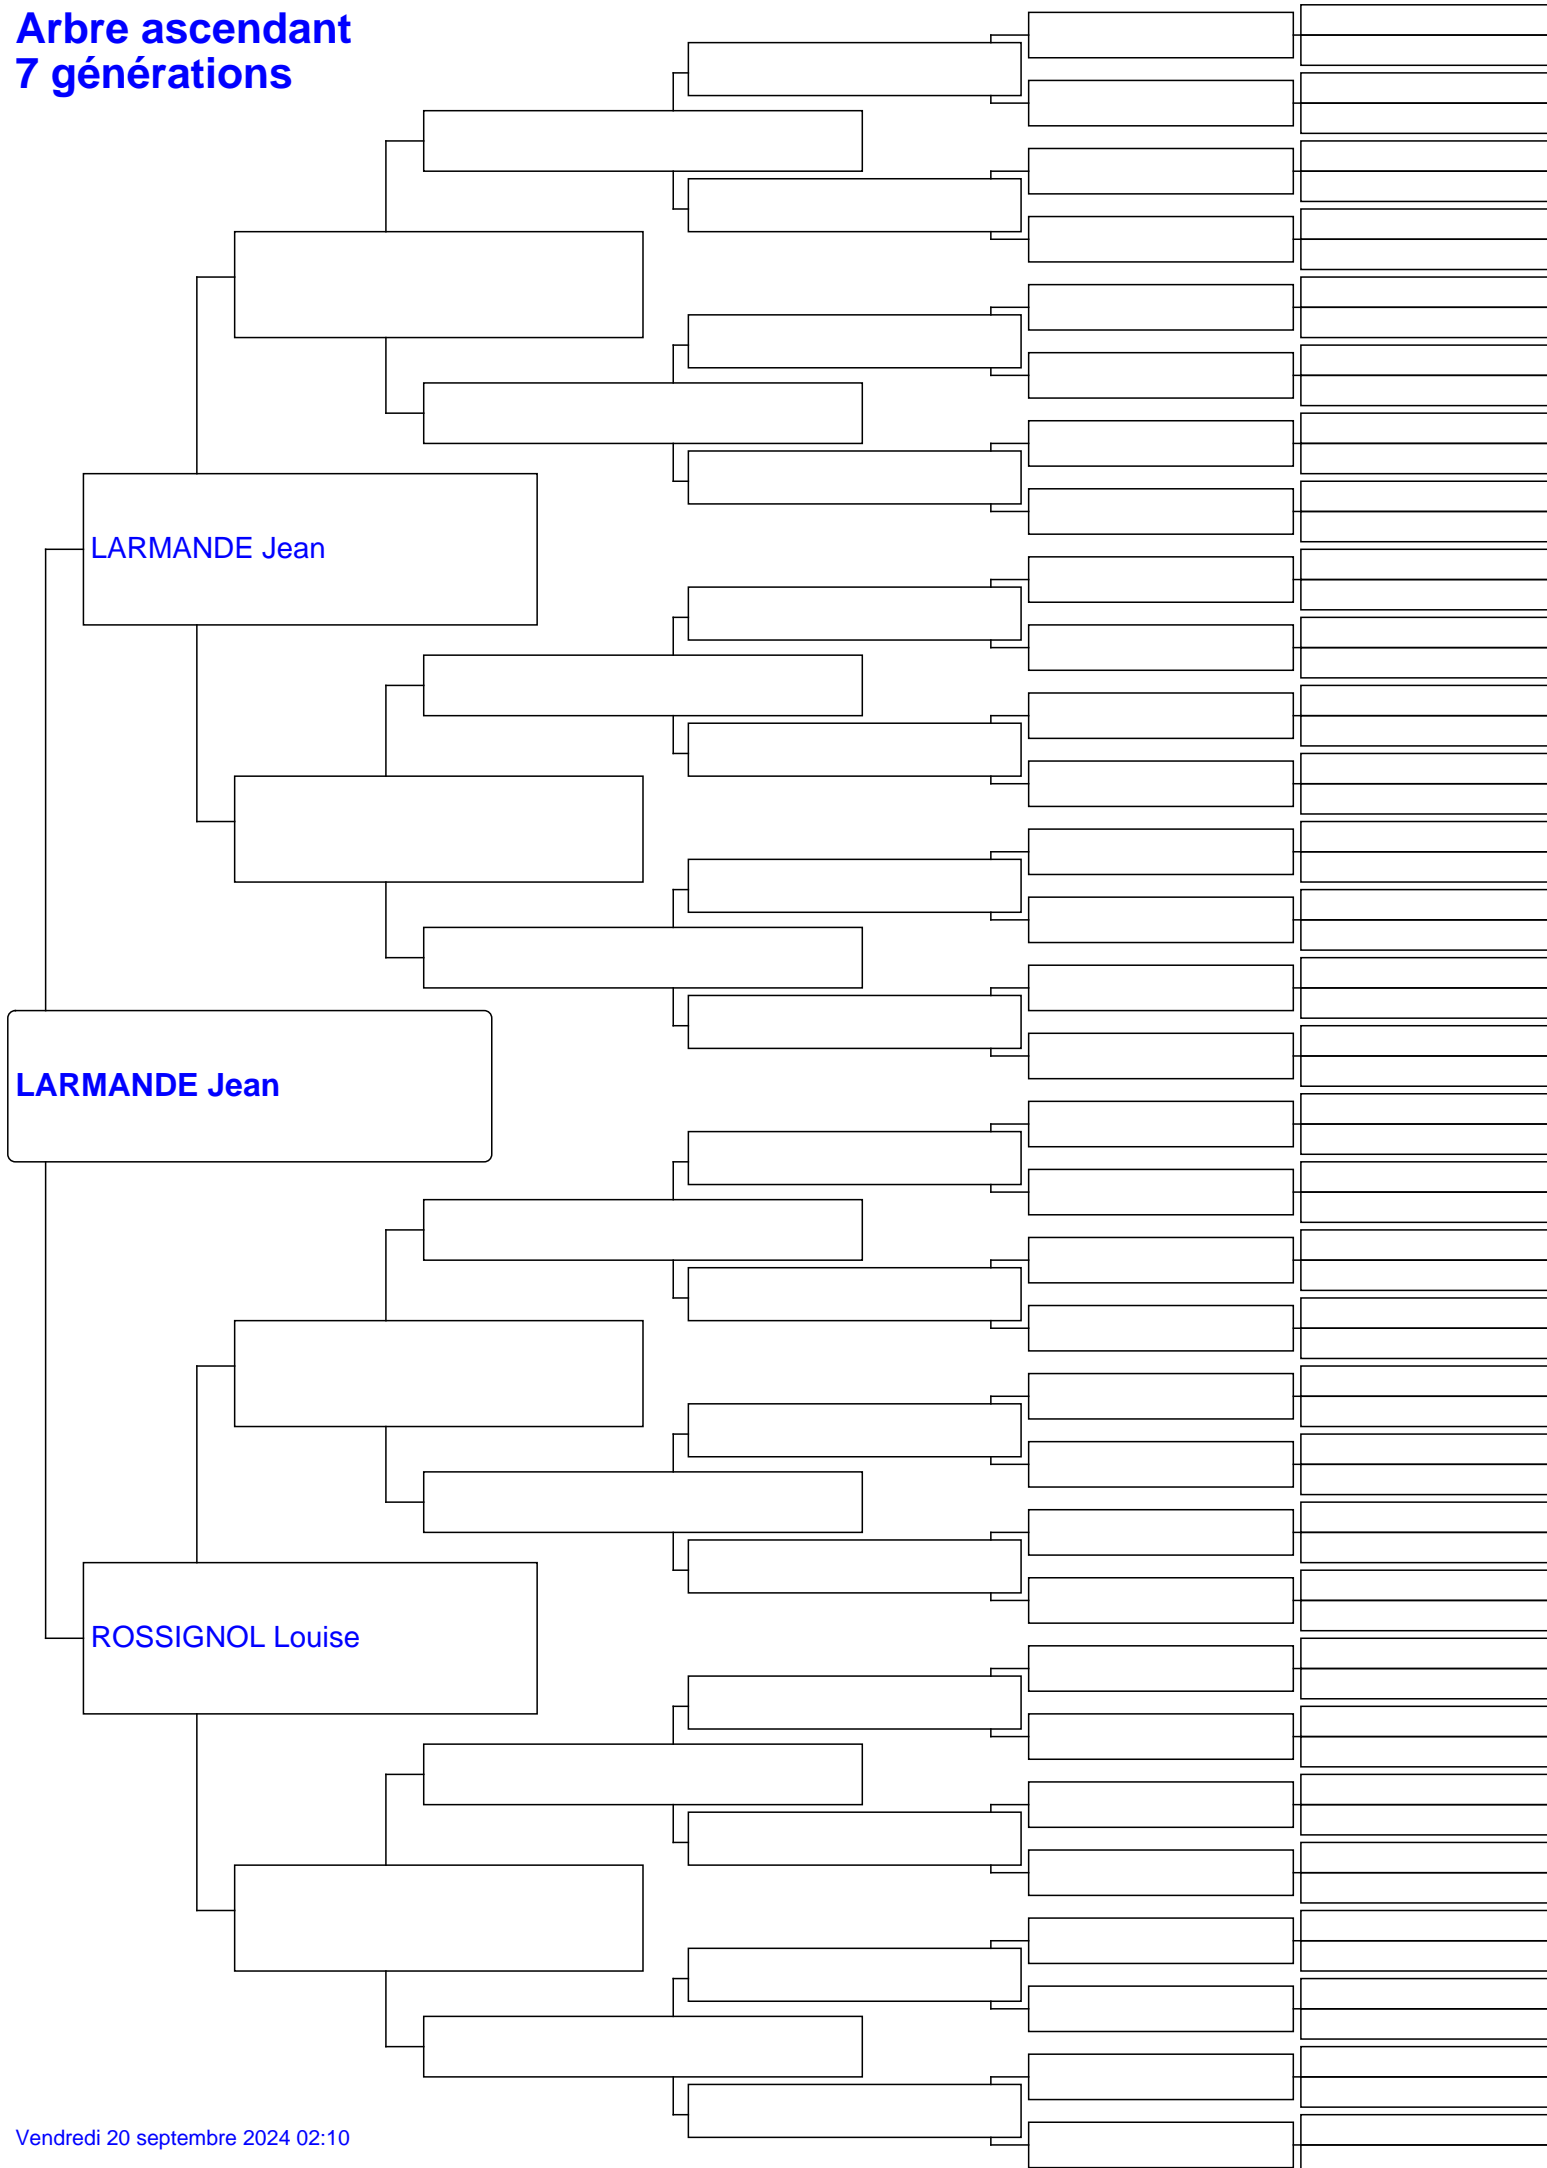 Arbre ascendant
7 générations
LARMANDE Jean
LARMANDE Jean
ROSSIGNOL Louise
Vendredi 20 septembre 2024 02:10